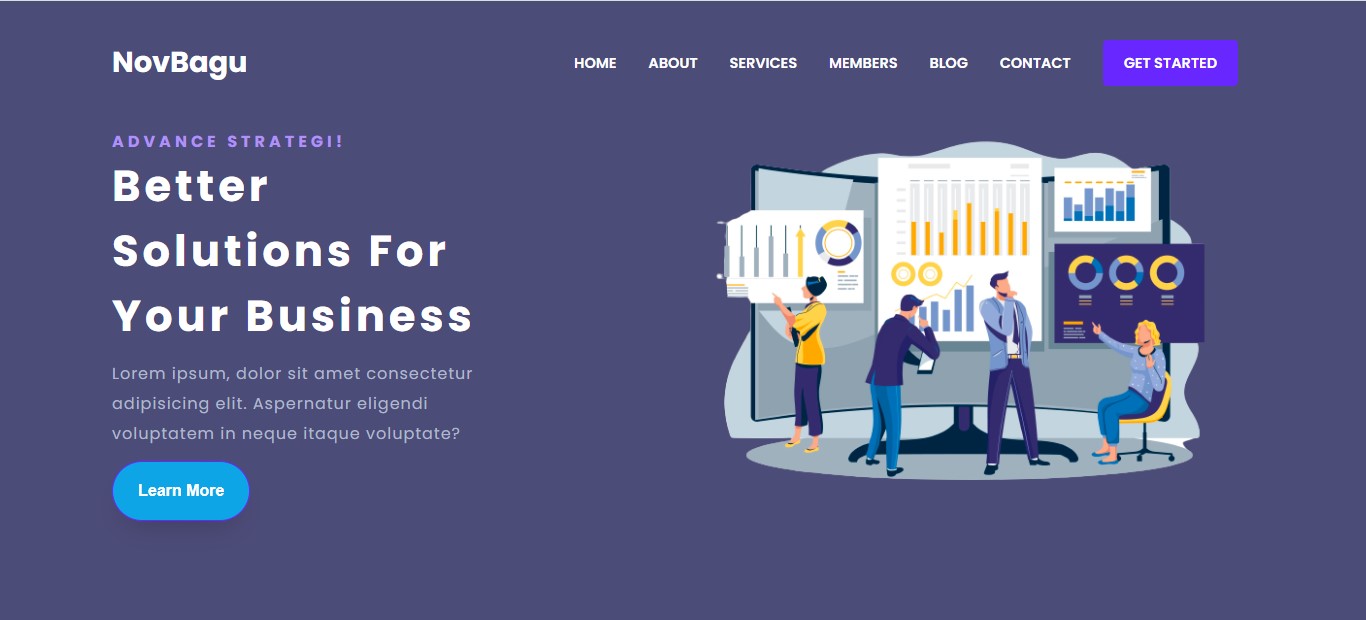 NovBagu
HOME ABOUT SERVICES MEMBERS BLOG CONTACT GET STARTED
ADVANCE STRATEGI!
Better
Solutions For
Your Business
Lorem ipsum, dolor sit amet consectetur
adipisicing elit. Aspernatur eligendi
voluptatem in neque itaque voluptate?
Learn More